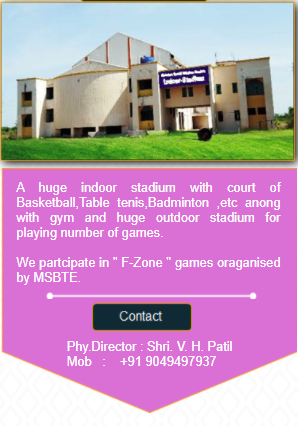 Indoor Stadium
A huge indoor stadium with court of
Basketball,Table tenis,Badminton ,etc anong
with gym and huge outdoor stadium for
playing number of games.
We partcipate in " F-Zone " games oraganised
by MSBTE.
Contact
Phy.Director : Shri. V. H. Patil
Mob : +91 9049497937